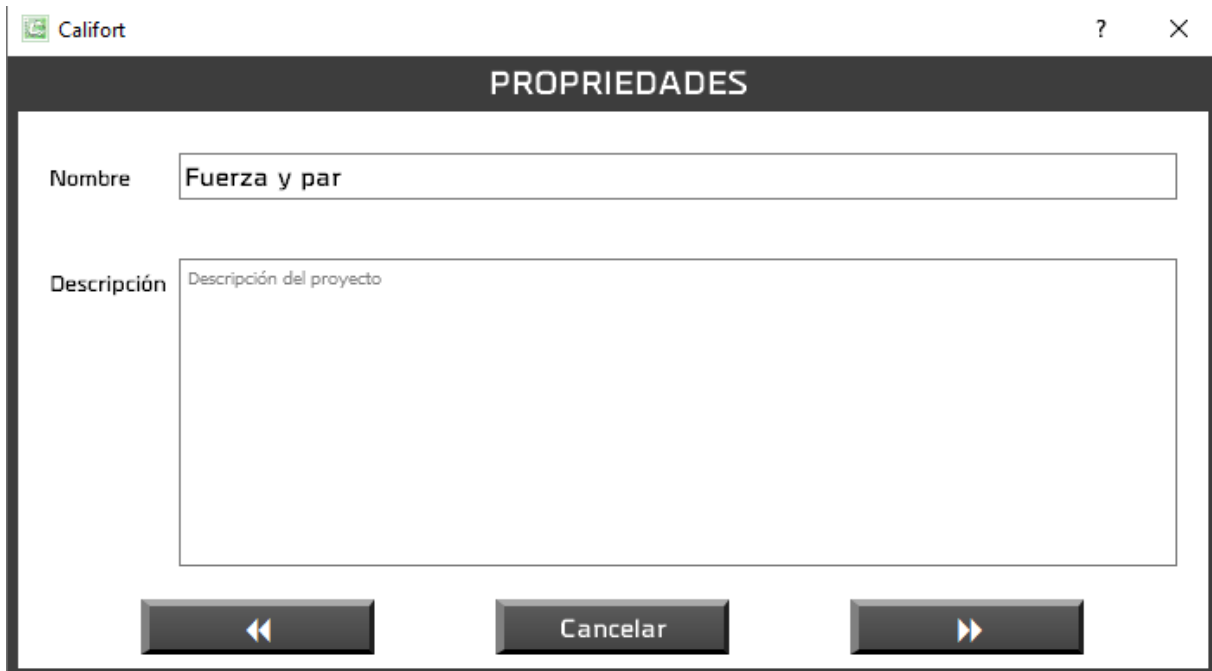 Califort
PROPRIEDADES
Nombre Fuerza y par
Descripción Descripción del proyecto
Cancelar